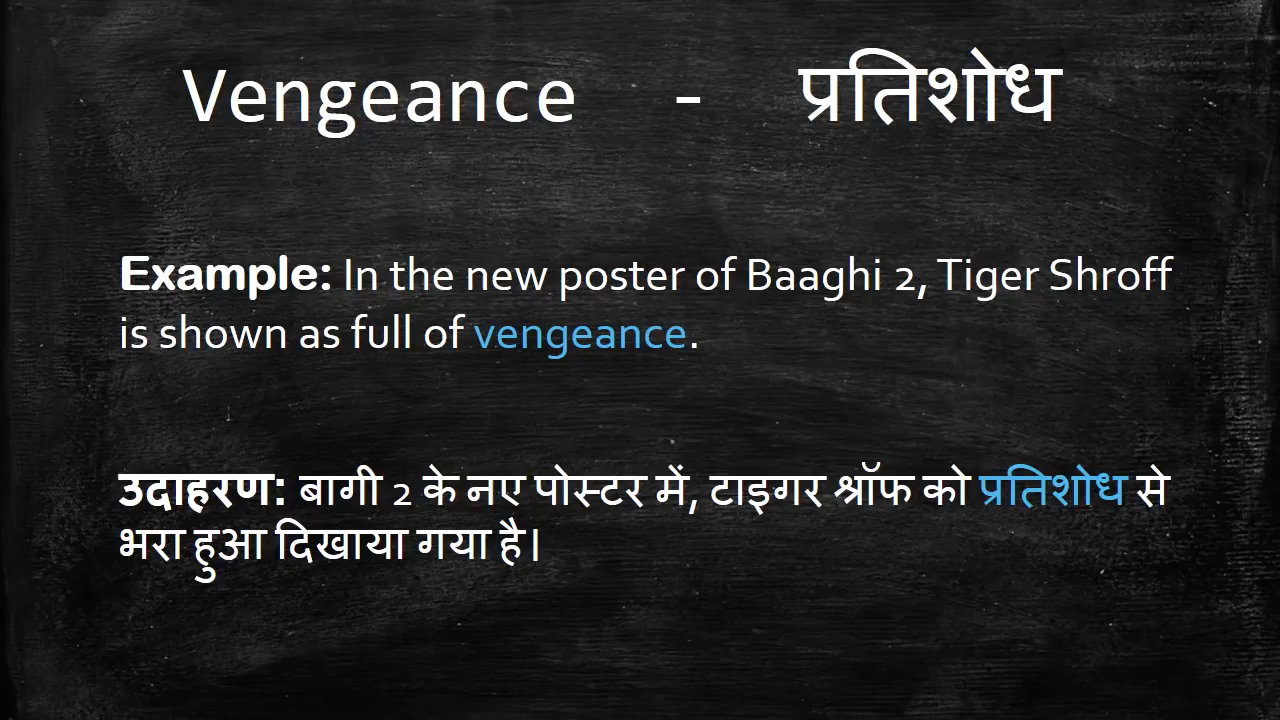 Vengeance - प्रतिशोध
Example: In the new poster of Baaghi 2, Tiger Shroff
is shown as full of vengeance.
उदाहरण: बागी 2 के नए पोस्टर में, टाइगर श्रॉफ को प्रतिशोध से
भरा हुआ दिखाया गया है।